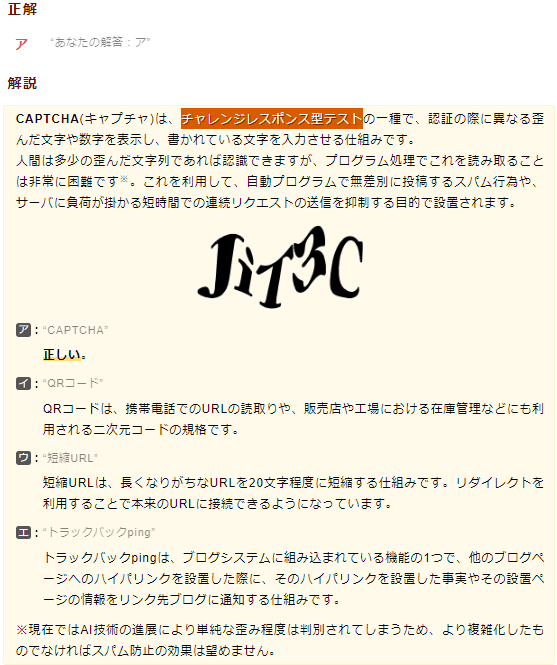 正解
ア “あなたの解答:ア”
解説
CAPTCHA(キャプチャ)は、チャレンジレスポンス型テストの一種で、認証の際に異なる歪
んだ文字や数字を表示し、書かれている文字を入力させる仕組みです。
人間は多少の歪んだ文字列であれば認識できますが、プログラム処理でこれを読み取ること
は非常に困難です※。これを利用して、自動プログラムで無差別に投稿するスパム行為や、
サーバに負荷が掛かる短時間での連続リクエストの送信を抑制する目的で設置されます。
JiT3C
ア:“CAPTCHA”
正しい。
イ:“QRコード”
QRコードは、携帯電話でのURLの読取りや、販売店や工場における在庫管理などにも利
用される二次元コードの規格です。
ウ:“短縮URL”
短縮URLは、長くなりがちなURLを20文字程度に短縮する仕組みです。リダイレクトを
利用することで本来のURLに接続できるようになっています。
エ:“トラックバックping”
トラックバックpingは、ブログシステムに組み込まれている機能の1つで、他のブログペ
ージへのハイパリンクを設置した際に、そのハイパリンクを設置した事実やその設置ペ
ージの情報をリンク先ブログに通知する仕組みです。
※現在ではAI技術の進展により単純な歪み程度は判別されてしまうため、より複雑化したも
のでなければスパム防止の効果は望めません。